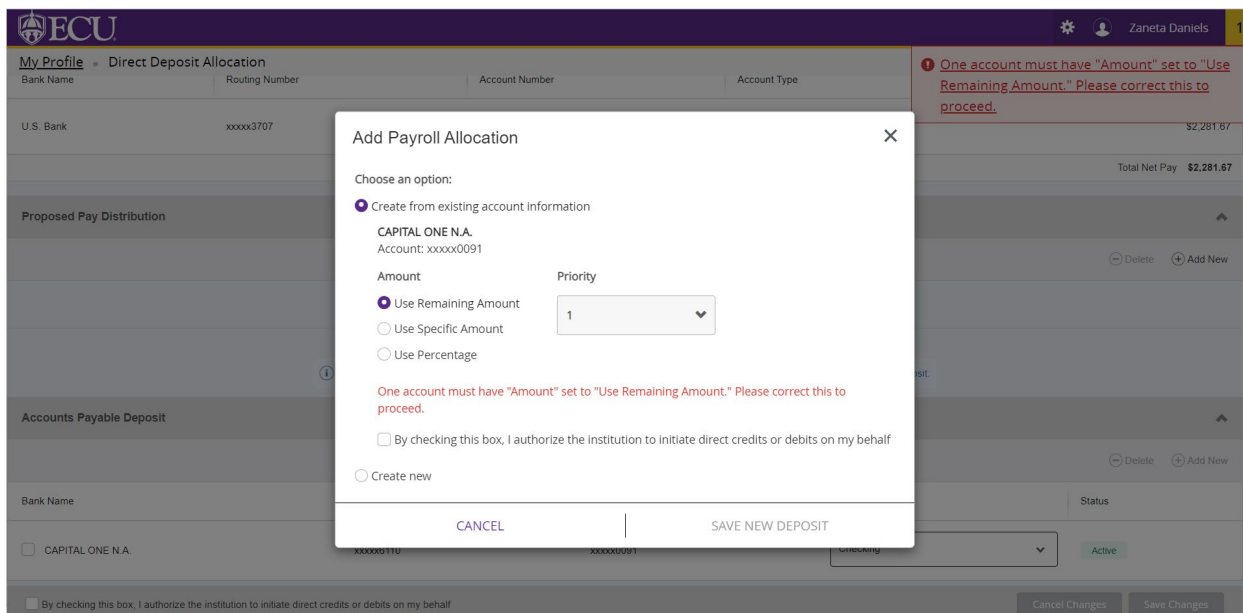 ECU
Zaneta Daniels
1
My Profile Direct Deposit Allocation
Bank Name Routing Number Account Number Account Type
One account must have "Amount" set to "Use
Remaining Amount." Please correct this to
proceed.
U.S. Bank xxxxx3707 $2,281.67
Total Net Pay $2,281.67
Proposed Pay Distribution
Delete Add New
Add Payroll Allocation
Choose an option:
Create from existing account information
CAPITAL ONE N.A.
Account: xxxxx0091
Amount Priority
Use Remaining Amount
1
Use Specific Amount
Use Percentage
One account must have "Amount" set to "Use Remaining Amount." Please correct this to
proceed.
By checking this box, I authorize the institution to initiate direct credits or debits on my behalf
Create new
CANCEL SAVE NEW DEPOSIT
Accounts Payable Deposit
Delete Add New
Bank Name Status
CAPITAL ONE N.A. xxxxx6110 xxxxx0091 Checking Active
By checking this box, I authorize the institution to initiate direct credits or debits on my behalf
Cancel Changes Save Changes